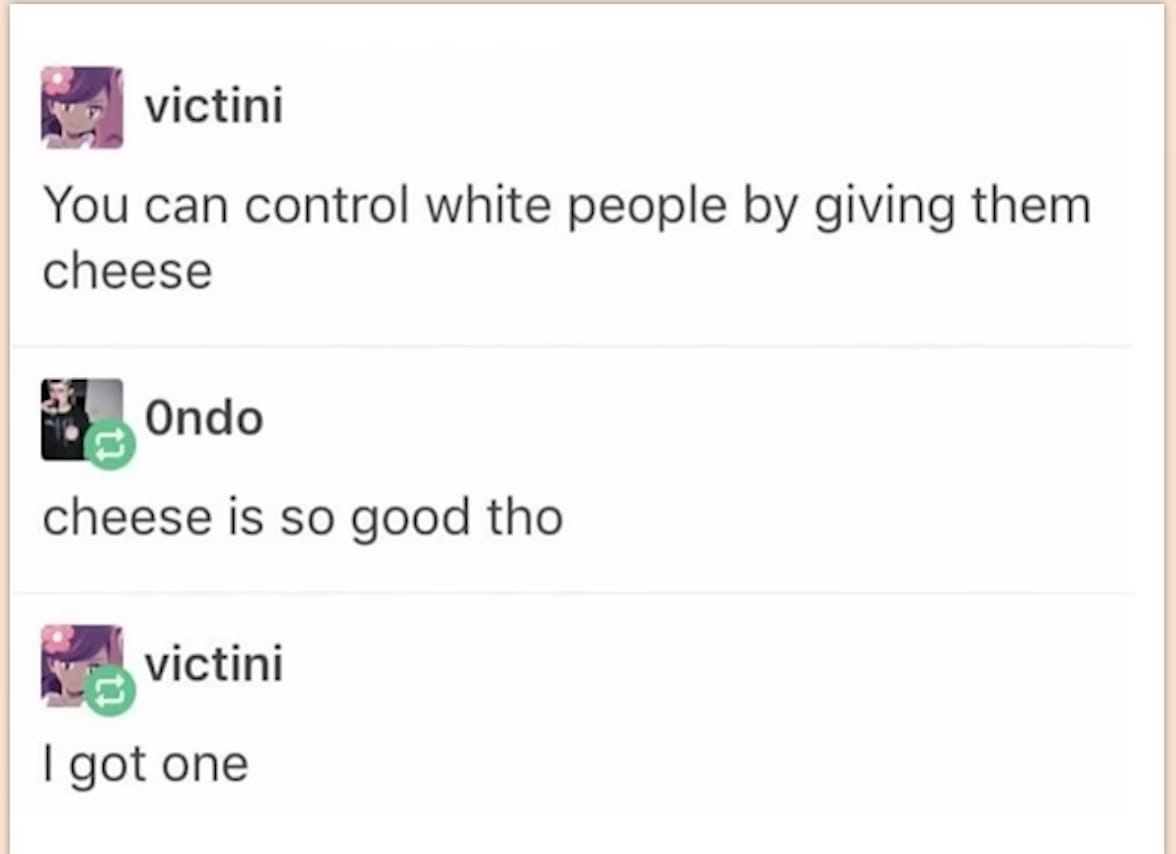 victini
You can control white people by giving them
cheese
0ndo
cheese is so good tho
victini
I got one